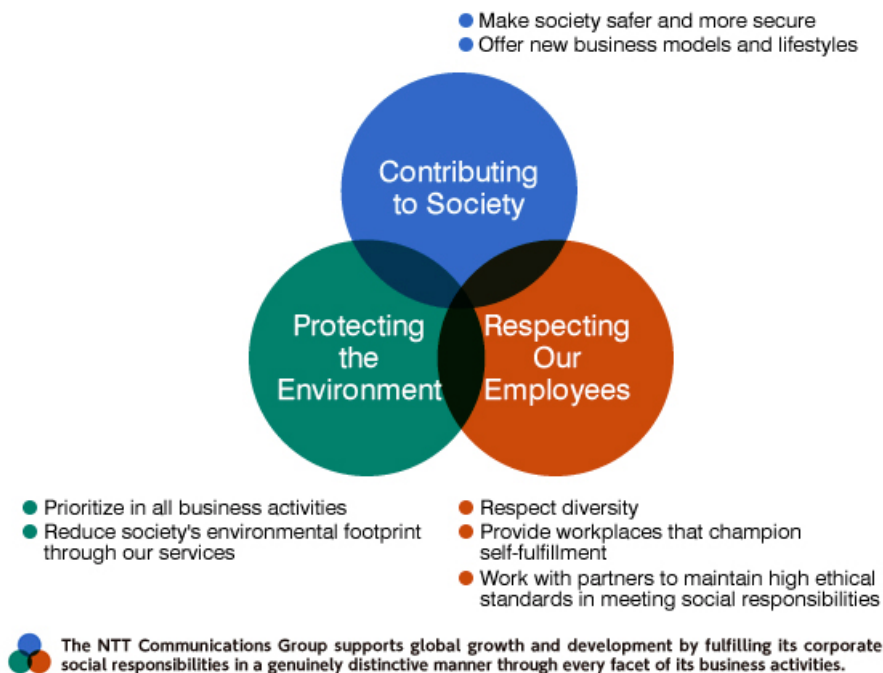 Make society safer and more secure
Offer new business models and lifestyles
Contributing
to Society
Protecting
the
Environment
Respecting
Our
Employees
Prioritize in all business activities
Reduce society's environmental footprint
through our services
Respect diversity
Provide workplaces that champion
self-fulfillment
Work with partners to maintain high ethical
standards in meeting social responsibilities
The NTT Communications Group supports global growth and development by fulfilling its corporate
social responsibilities in a genuinely distinctive manner through every facet of its business activities.